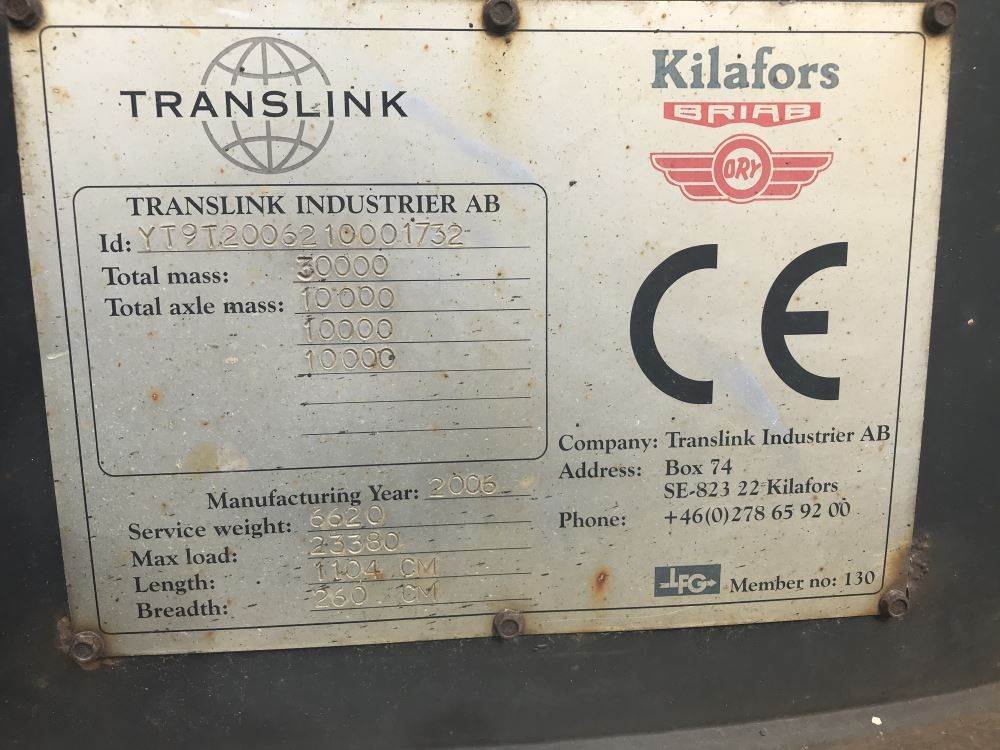 TRANSLINK
Kilafors
BRIAB
ORY
TRANSLINK INDUSTRIER AB
Id: YT9T2006210001732
Total mass: 30000
Total axle mass: 10000
10000
10000
Manufacturing Year: 2006
Service weight: 6620
Max load: 23380
Length: 1104 CM
Breadth: 260 CM
CE
Company: Translink Industrier AB
Address: Box 74
SE-823 22 Kilafors
Phone: +46(0)278 65 92 00
LFG Member no: 130